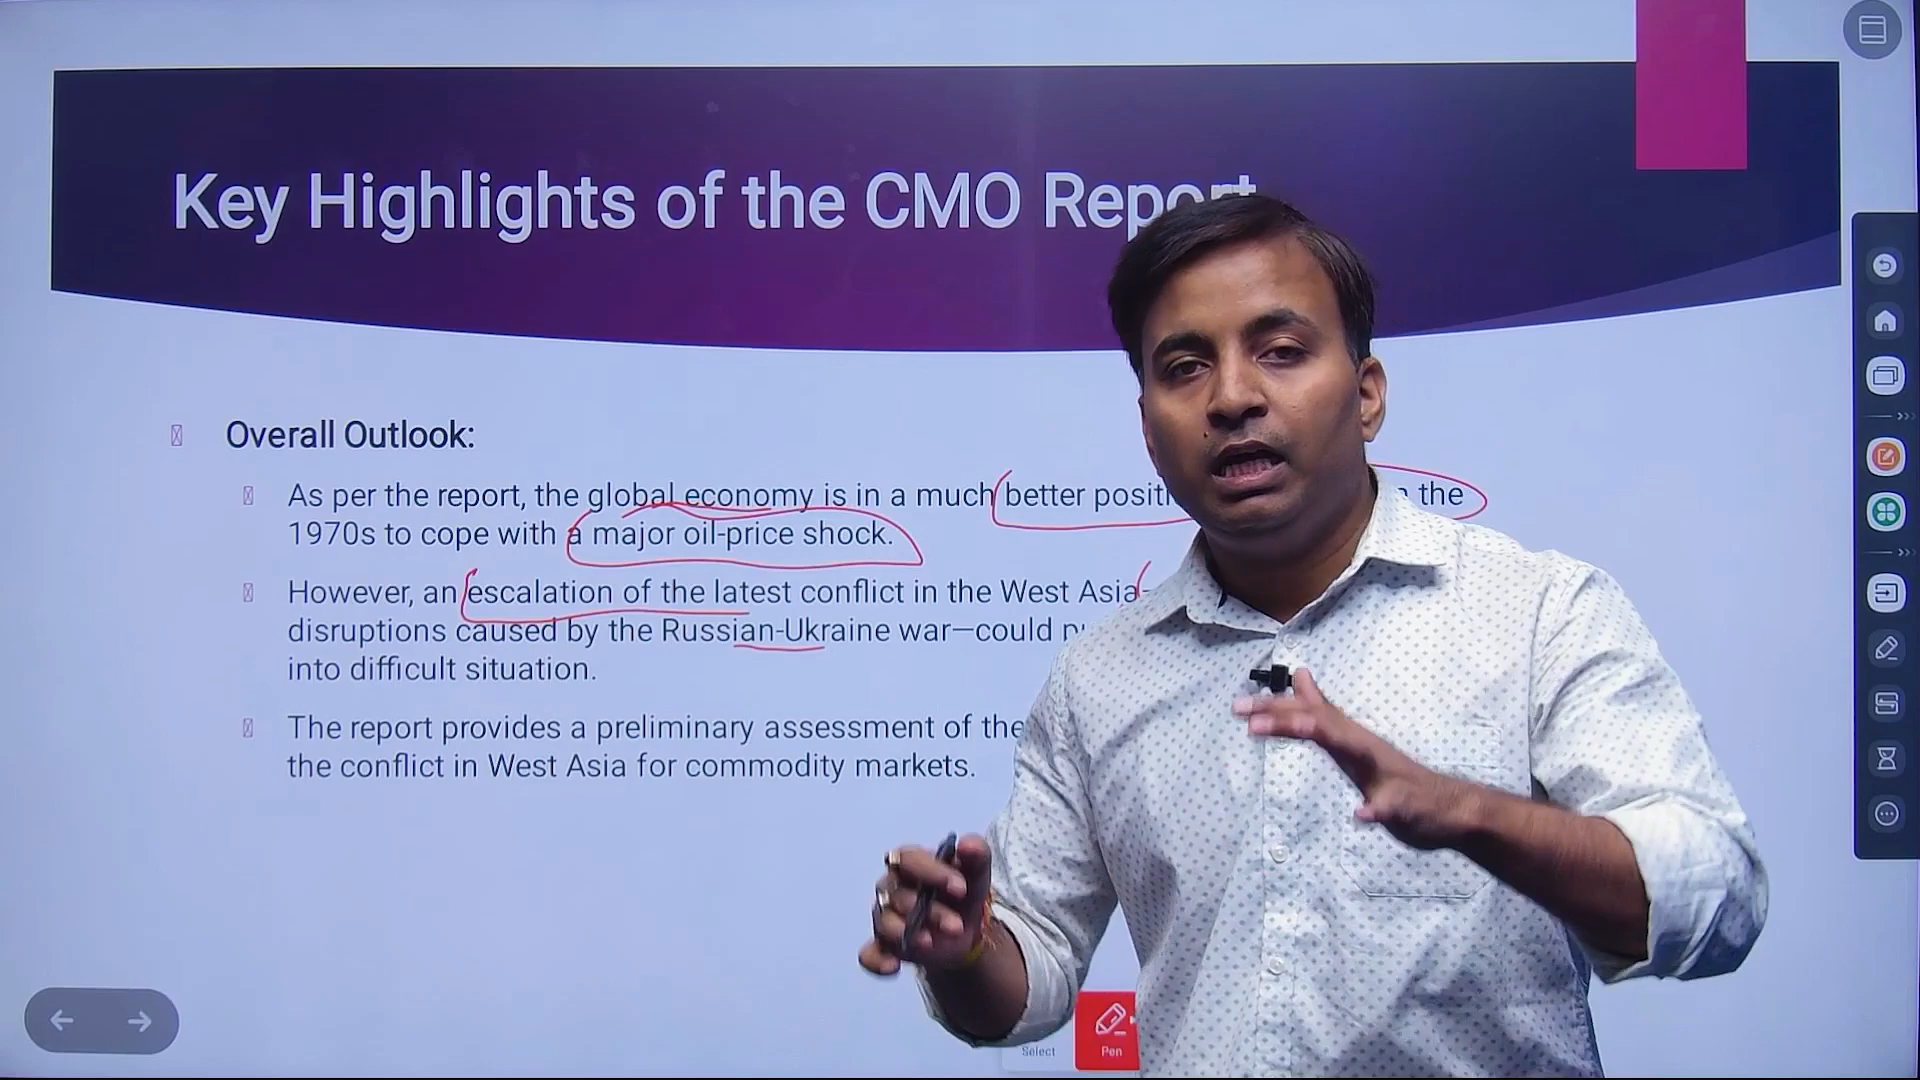 Key Highlights of the CMO Report
Overall Outlook:
As per the report, the global economy is in a much better the
1970s to cope with a major oil-price shock.
However, an escalation of the latest conflict in the West Asia—
disruptions caused by the Russian-Ukraine war—could
into difficult situation.
The report provides a preliminary assessment of the
the conflict in West Asia for commodity markets.
Select Pen